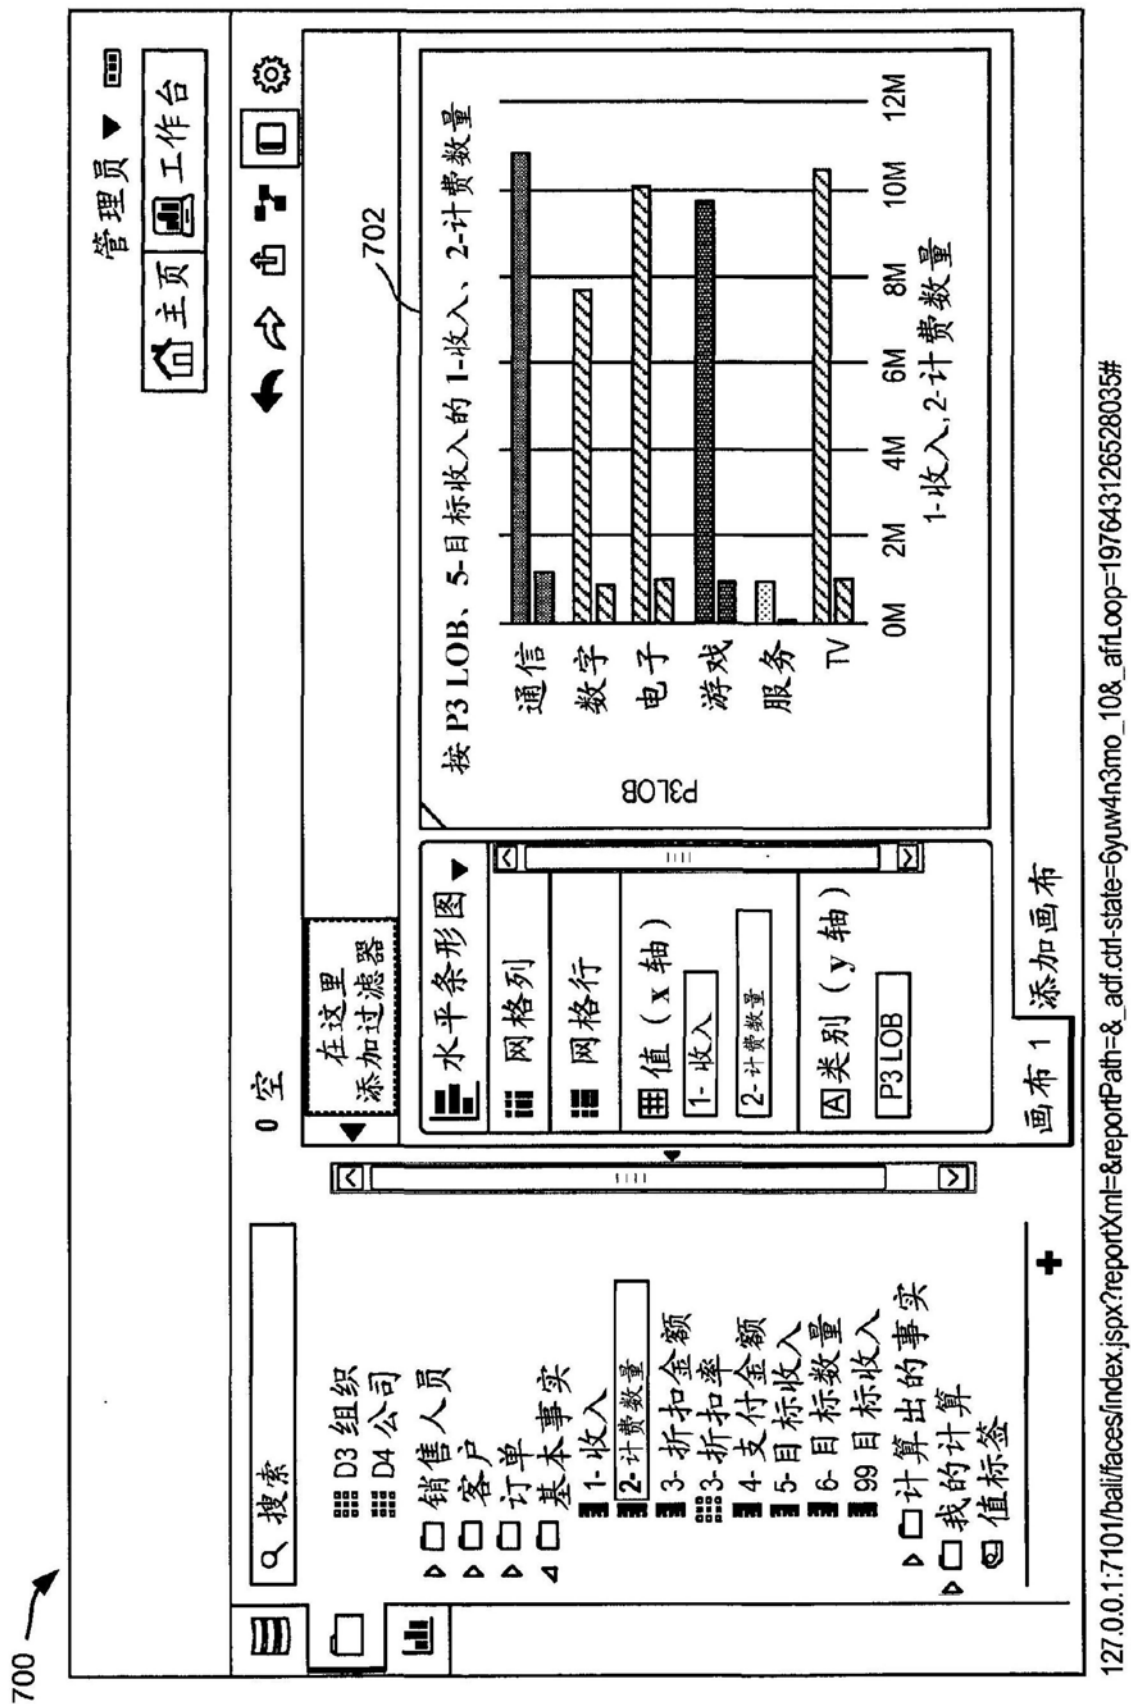 700
管理员
主页
工作台
0 空
搜索
D3 组织
D4 公司
销售人员
客户
订单
基本事实
1- 收入
2- 计费数量
3- 折扣金额
3- 折扣率
4- 支付金额
5- 目标收入
6- 目标数量
99 目标收入
计算出的事实
我的计算
值标签
在这里
添加过滤器
水平条形图
网格列
网格行
值（x 轴）
1- 收入
2- 计费数量
A 类别（y 轴）
P3 LOB
702
按 P3 LOB、5-目标收入的 1-收入、2-计费数量
P3LOB
通信
数字
电子
游戏
服务
TV
0M 2M 4M 6M 8M 10M 12M
1-收入,2-计费数量
画布 1
添加画布
127.0.0.1:7101/bali/faces/index.jspx?reportXml=&reportPath=&_adf.ctrl-state=6yuw4n3mo_10&_afrLoop=197643126528035#